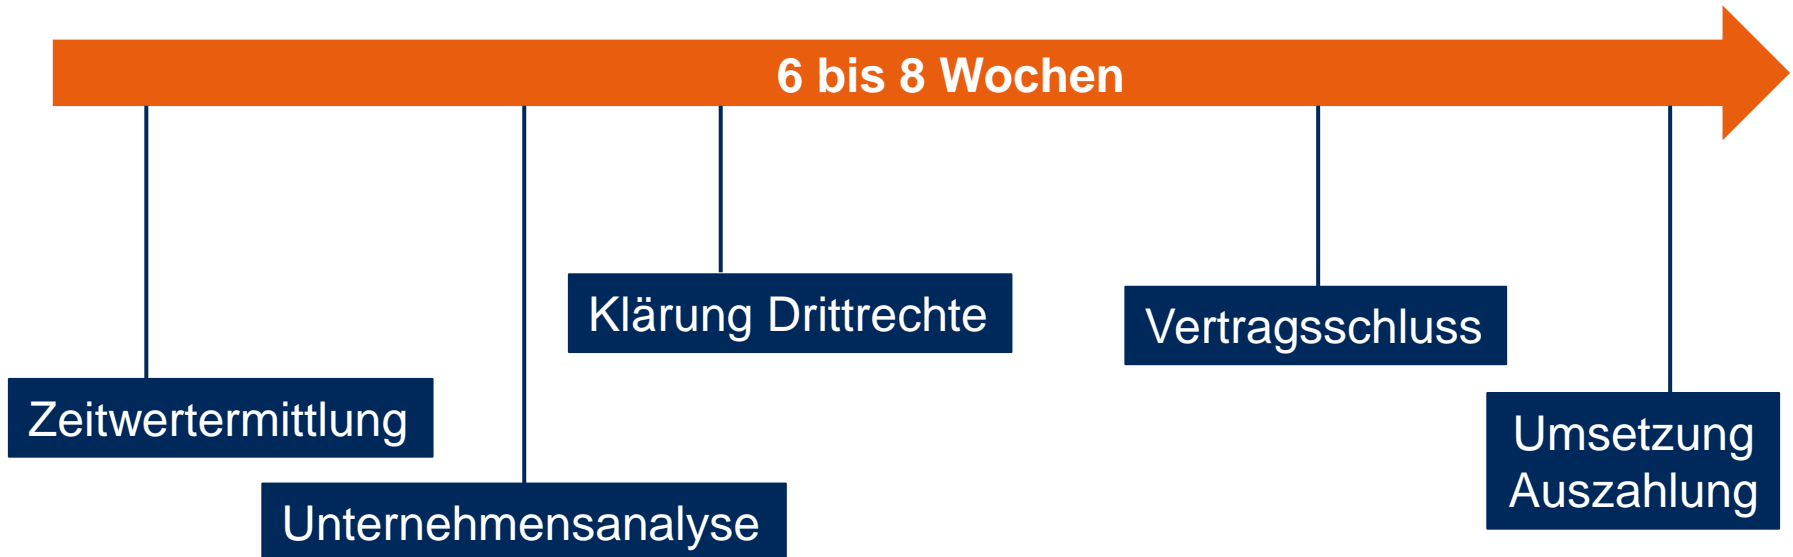 6 bis 8 Wochen
Zeitwertermittlung
Unternehmensanalyse
Klärung Drittrechte
Vertragsschluss
Umsetzung
Auszahlung